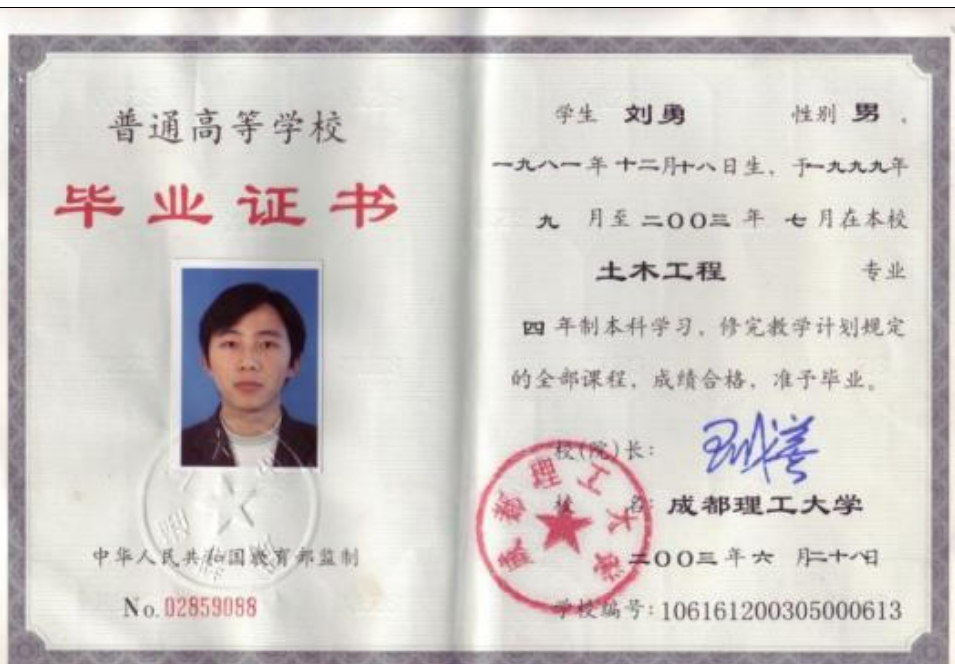 普通高等学校
毕业证书
中华人民共和国教育部监制
No. 02859088
学生 刘勇 性别 男 ,
一九八一年十二月十八日生, 于一九九九年
九 月至 二〇〇三 年 七 月在本校
土木工程 专业
四 年制本科学习, 修完教学计划规定
的全部课程, 成绩合格, 准予毕业。
校(院)长:
校 名: 成都理工大学
二〇〇三年六 月二十八日
学校编号: 106161200305000613
成都理工大学